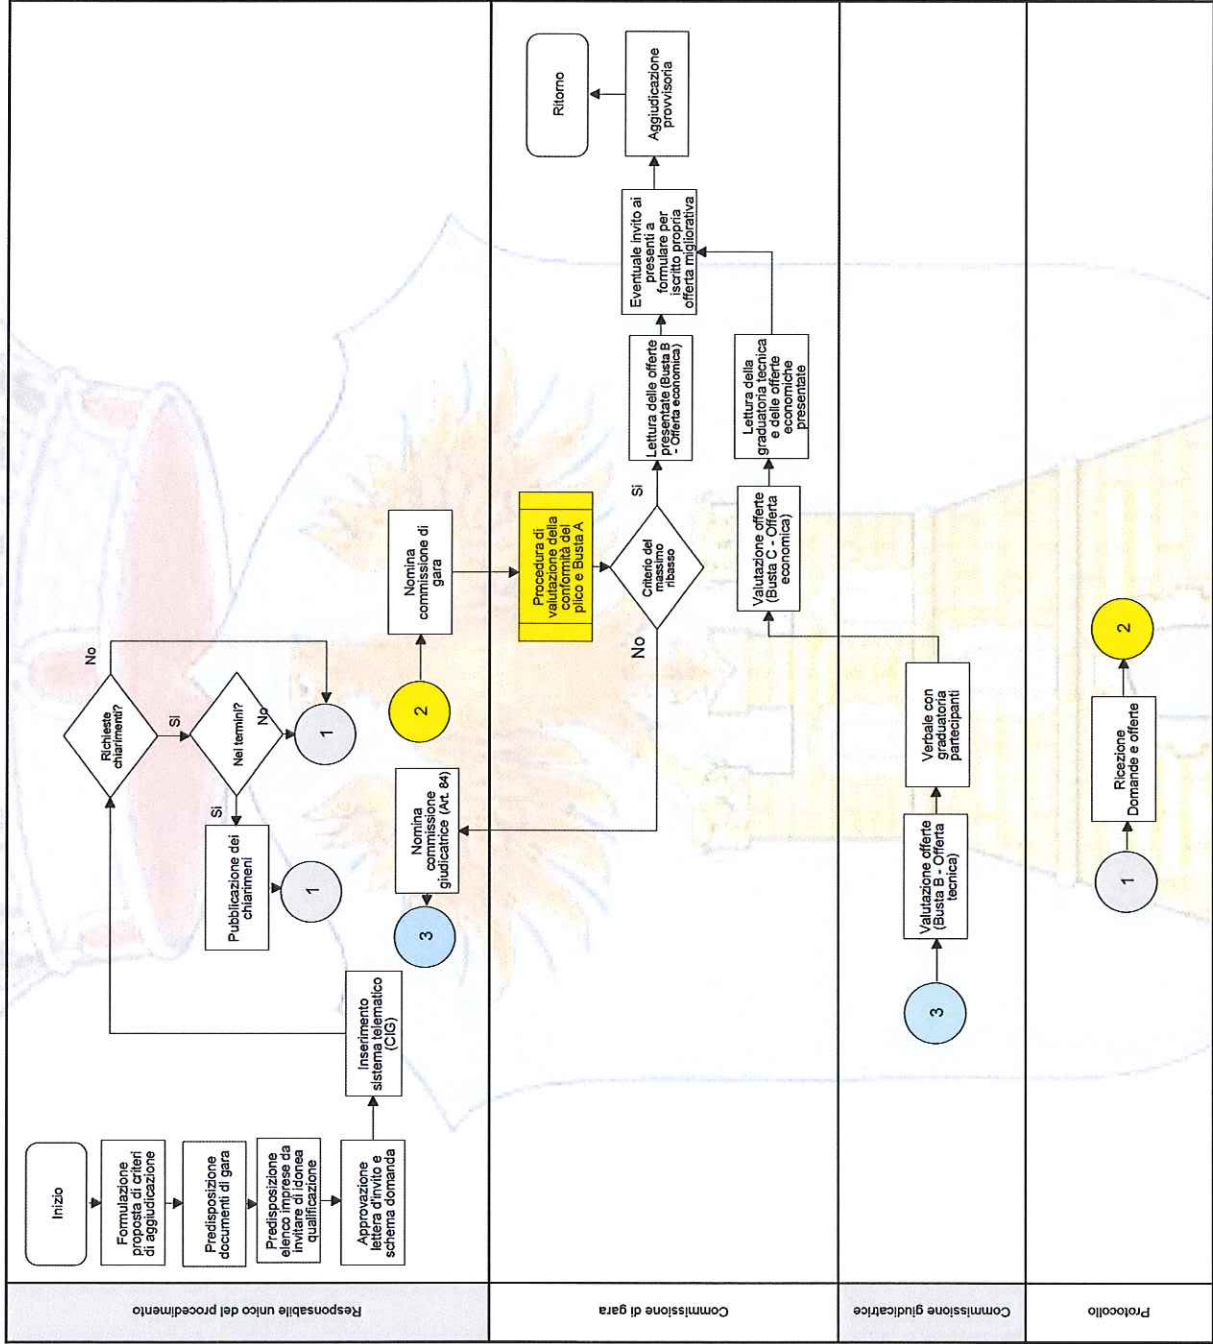 Responsabile unico del procedimento
Inizio
Formulazione
proposta di criteri
di aggiudicazione
Predisposizione
documenti di gara
Predisposizione
elenco imprese da
invitare di idonea
qualificazione
Approvazione
lettera d'invito e
schema domanda
Inserimento
sistema telematico
(CIG)
Richieste
chiarimenti?
No
Si
Nei termini?
No
Si
1
Pubblicazione dei
chiarimeni
1
2
Nomina
commissione di
gara
Nomina
commissione
giudicatrice (Art. 84)
3
Commissione di gara
Procedura di
valutazione della
conformità del
plico e Busta A
Criterio del
massimo
ribasso
No
Si
Lettura delle offerte
presentate (Busta B
- Offerta economica)
Eventuale invito ai
presenti a
formulare per
iscritto propria
offerta migliorativa
Aggiudicazione
provvisoria
Ritorno
Valutazione offerte
(Busta C - Offerta
economica)
Lettura della
graduatoria tecnica
e delle offerte
economiche
presentate
Commissione giudicatrice
3
Valutazione offerte
(Busta B - Offerta
tecnica)
Verbale con
graduatoria
partecipanti
Protocollo
1
Ricezione
Domande e offerte
2